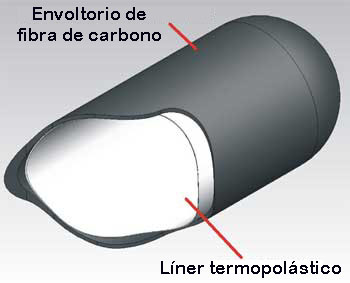 Envoltorio de
fibra de carbono
Líner termopolástico